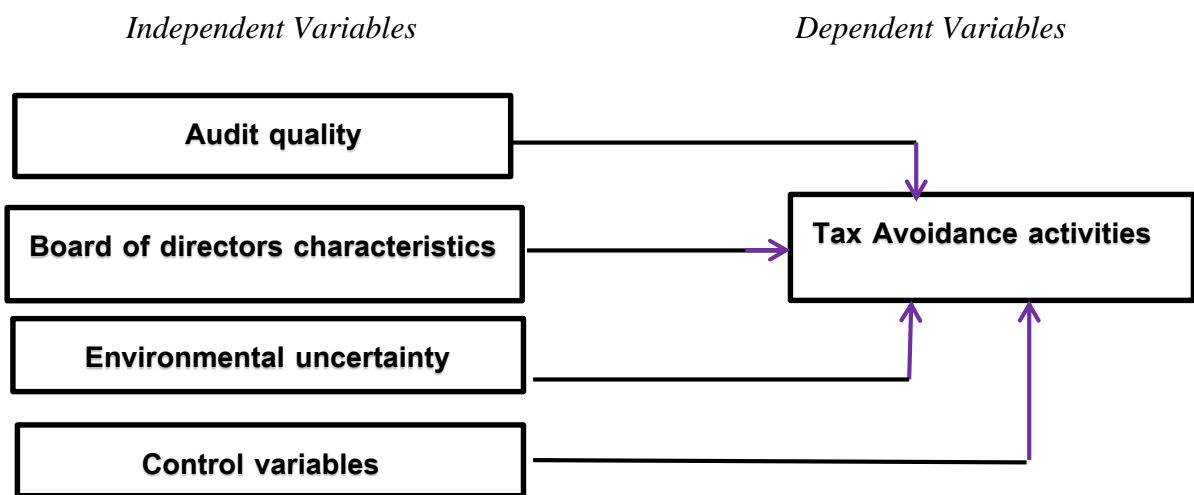 Independent Variables
Dependent Variables
Audit quality
Board of directors characteristics
Tax Avoidance activities
Environmental uncertainty
Control variables